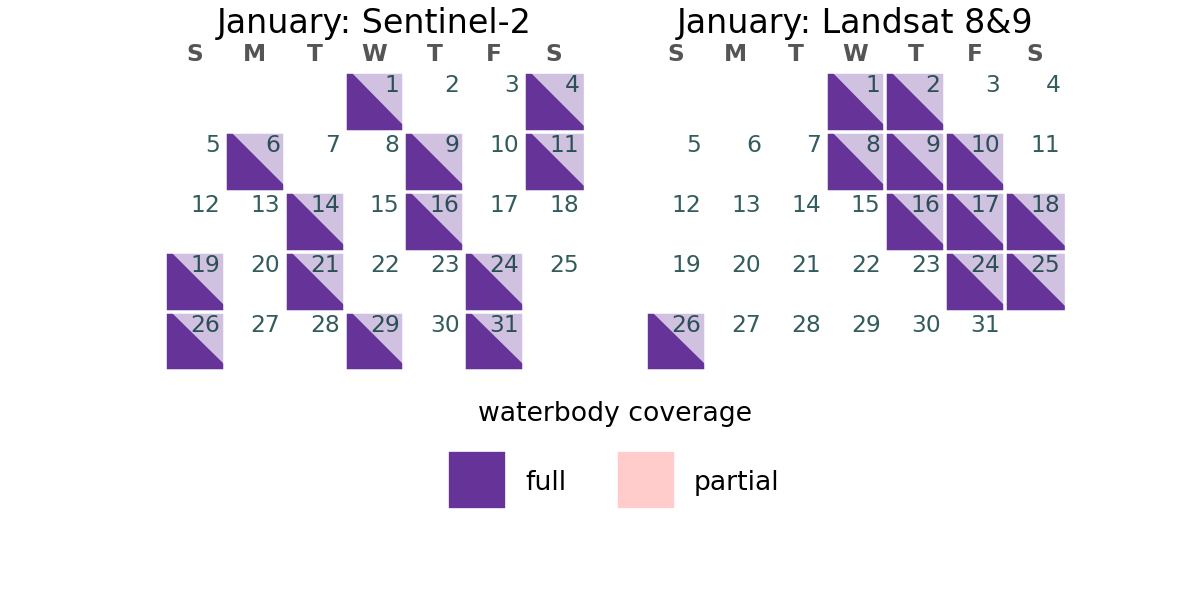 January: Sentinel-2
S M T W T F S
1 2 3 4
5 6 7 8 9 10 11
12 13 14 15 16 17 18
19 20 21 22 23 24 25
26 27 28 29 30 31
January: Landsat 8&9
S M T W T F S
1 2 3 4
5 6 7 8 9 10 11
12 13 14 15 16 17 18
19 20 21 22 23 24 25
26 27 28 29 30 31
waterbody coverage
full partial